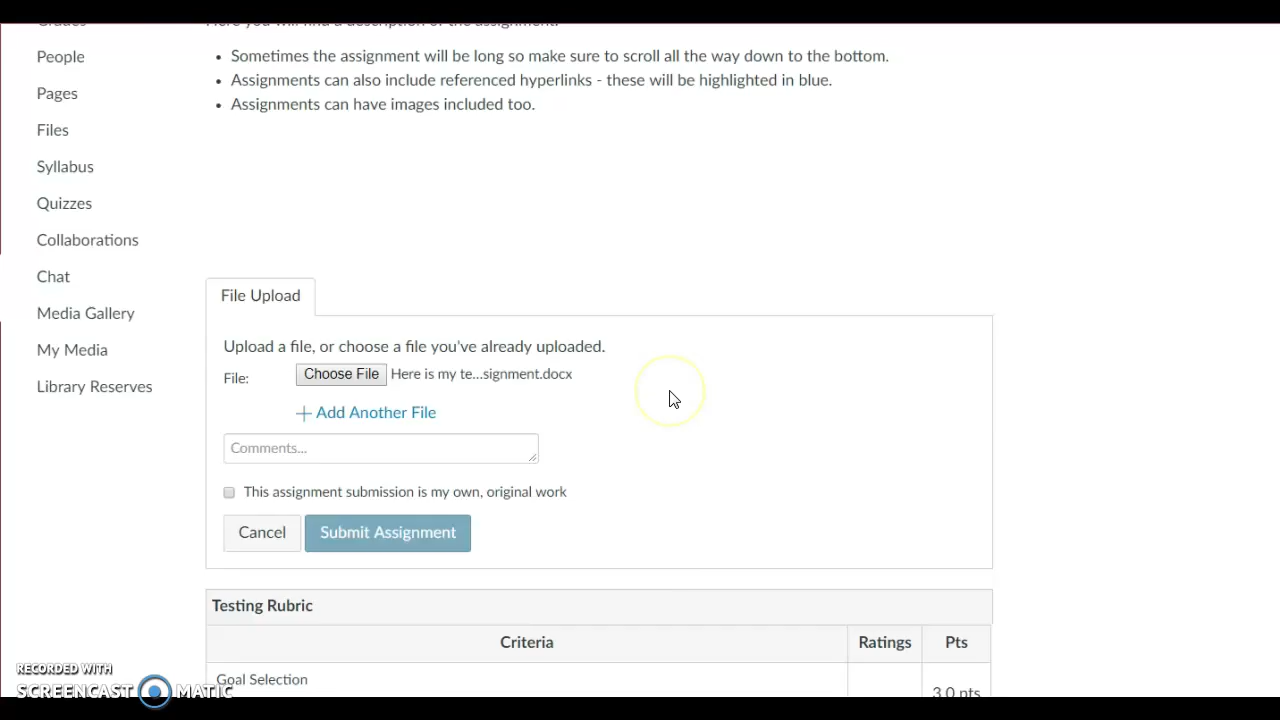 Grades
Here you will find a description of the assignment.
People
Pages
Files
Syllabus
Quizzes
Collaborations
Chat
Media Gallery
My Media
Library Reserves
• Sometimes the assignment will be long so make sure to scroll all the way down to the bottom.
• Assignments can also include referenced hyperlinks - these will be highlighted in blue.
• Assignments can have images included too.
File Upload
Upload a file, or choose a file you've already uploaded.
File: Choose File Here is my te...signment.docx
+ Add Another File
Comments...
This assignment submission is my own, original work
Cancel Submit Assignment
Testing Rubric
Criteria Ratings Pts
Goal Selection
3.0 pts
RECORDED WITH
SCREENCAST MATIC